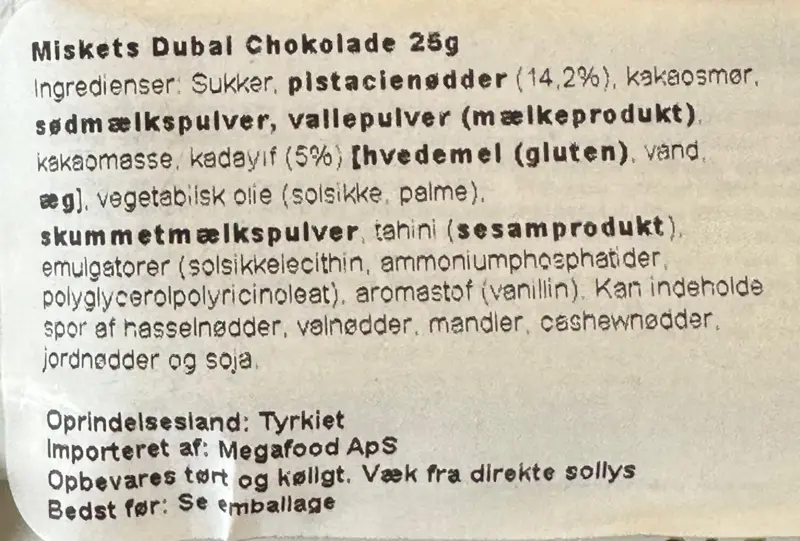 Miskets Dubai Chokolade 25g
Ingredienser: Sukker, pistacienødder (14,2%), kakaosmør,
sødmælkspulver, vallepulver (mælkeprodukt),
kakaomasse, kadayıf (5%) [hvedemel (gluten), vand,
æg], vegetabilsk olie (solsikke, palme),
skummetmælkspulver, tahini (sesamprodukt),
emulgatorer (solsikkelecithin, ammoniumphosphatider,
polyglycerolpolyricinoleat), aromastof (vanillin). Kan indeholde
spor af hasselnødder, valnødder, mandler, cashewnødder,
jordnødder og soja.
Oprindelsesland: Tyrkiet
Importeret af: Megafood ApS
Opbevares tørt og køligt. Væk fra direkte sollys
Bedst før: Se emballage